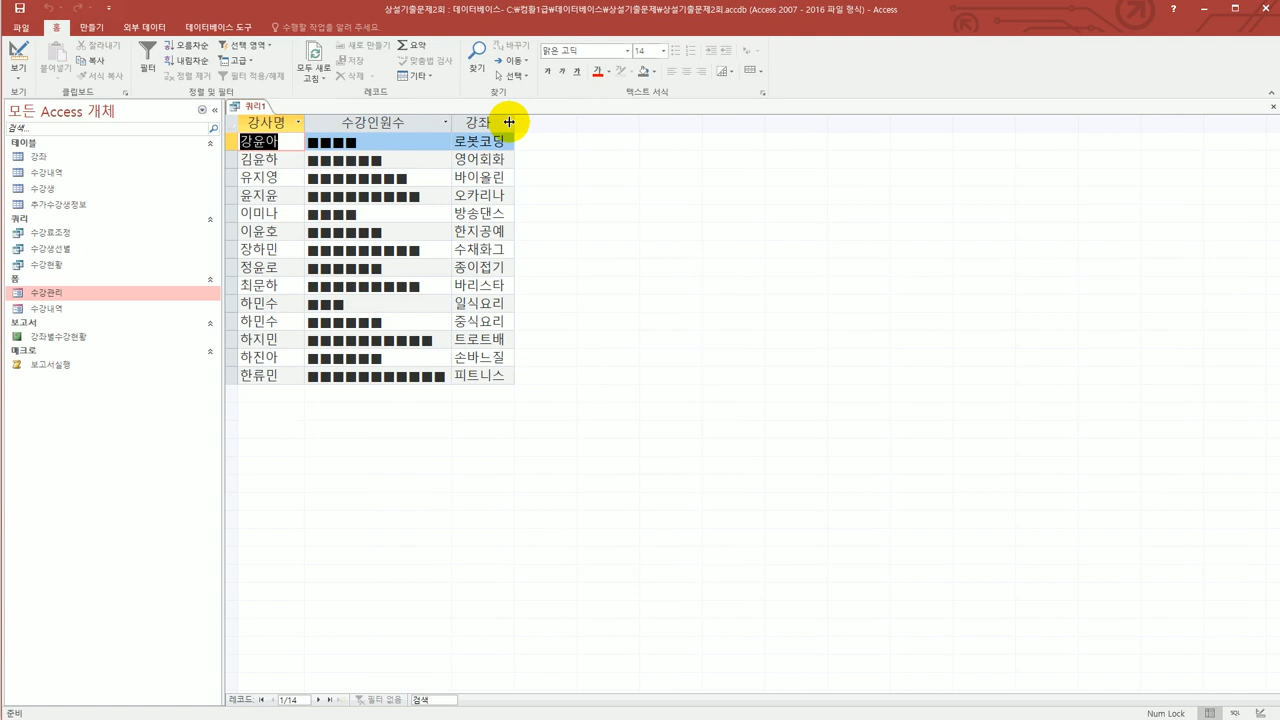 상설기출문제2회 : 데이터베이스- C:₩컴활1급₩데이터베이스₩상설기출문제₩상설기출문제2회.accdb (Access 2007 - 2016 파일 형식) - Access
파일 홈 만들기 외부 데이터 데이터베이스 도구 수행할 작업을 알려 주세요.
보기 붙여넣기 잘라내기 복사 서식 복사
필터 오름차순 내림차순 정렬 제거 선택 영역 고급 필터 적용/해제
모두 새로 고침 새로 만들기 저장 삭제 요약 맞춤법 검사 기타
찾기 바꾸기 이동 선택
맑은 고딕 14 가 가 가 가
보기 클립보드 정렬 및 필터 레코드 찾기 텍스트 서식
모든 Access 개체
검색...
테이블
강좌
수강내역
수강생
추가수강생정보
쿼리
수강료조정
수강생선별
수강현황
폼
수강관리
수강내역
보고서
강좌별수강현황
매크로
보고서실행
쿼리1
강사명 수강인원수 강좌
강윤아 ■■■■ 로봇코딩
김윤하 ■■■■■■ 영어회화
유지영 ■■■■■■■■ 바이올린
윤지윤 ■■■■■■■■■ 오카리나
이미나 ■■■■ 방송댄스
이윤호 ■■■■■■ 한지공예
장하민 ■■■■■■■■■ 수채화그
정윤로 ■■■■■■ 종이접기
최문하 ■■■■■■■■■ 바리스타
하민수 ■■■ 일식요리
하민수 ■■■■■■ 중식요리
하지민 ■■■■■■■■■■ 트로트배
하진아 ■■■■■■ 손바느질
한류민 ■■■■■■■■■■■ 피트니스
레코드: 1/14 필터 없음 검색
준비 Num Lock SQL